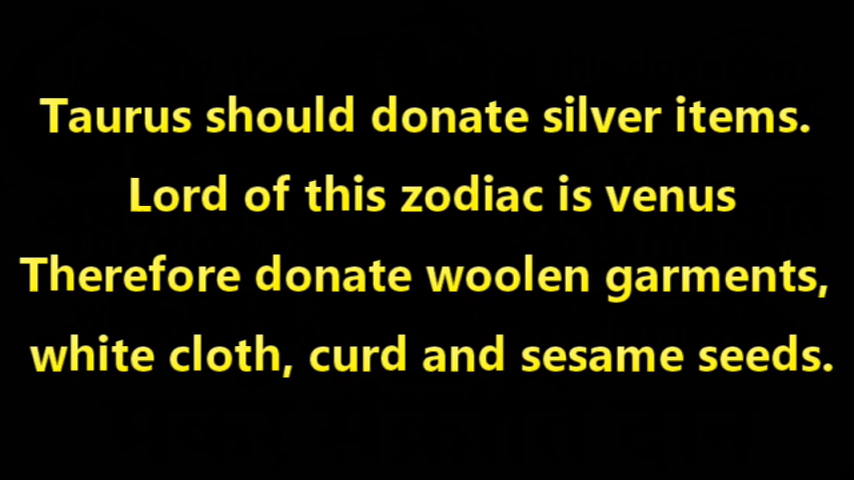 Taurus should donate silver items.
Lord of this zodiac is venus
Therefore donate woolen garments,
white cloth, curd and sesame seeds.